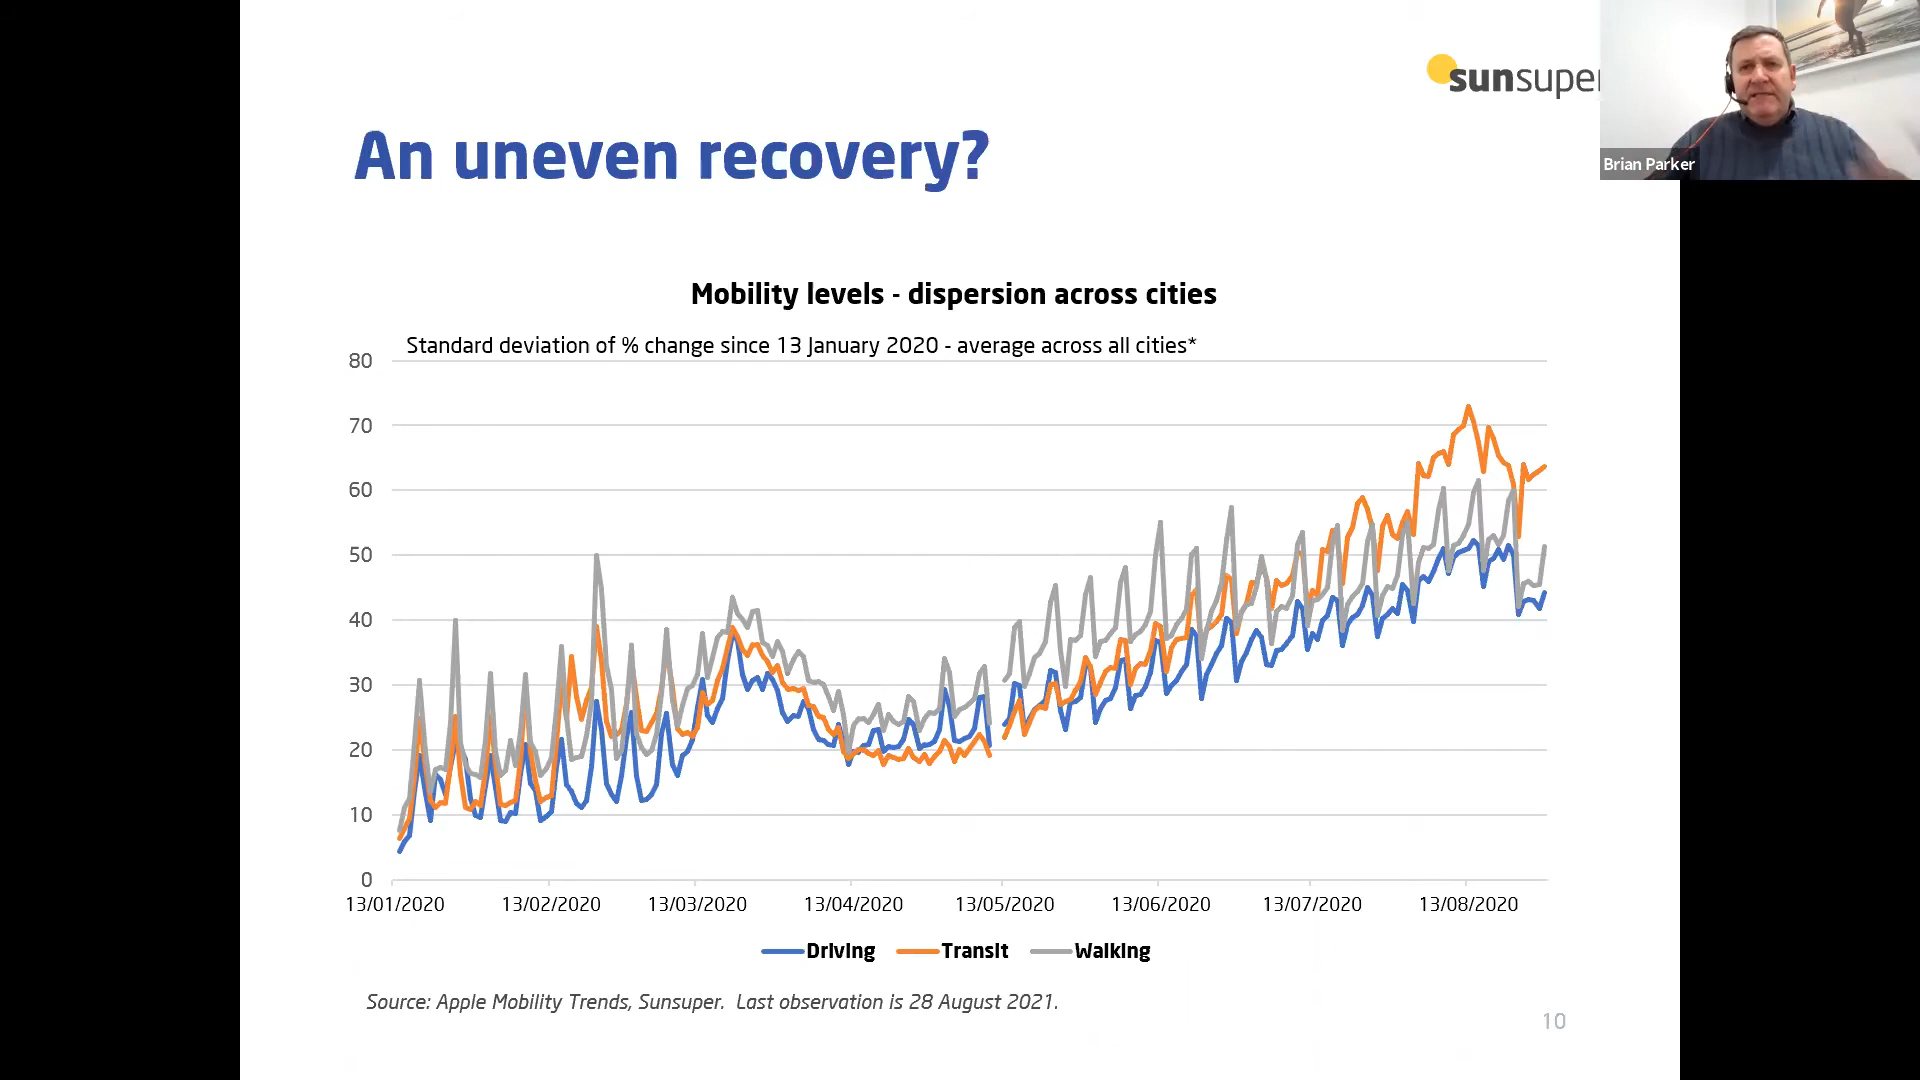 sunsuper
Brian Parker
An uneven recovery?
Mobility levels - dispersion across cities
Standard deviation of % change since 13 January 2020 - average across all cities*
80
70
60
50
40
30
20
10
0
13/01/2020 13/02/2020 13/03/2020 13/04/2020 13/05/2020 13/06/2020 13/07/2020 13/08/2020
Driving Transit Walking
Source: Apple Mobility Trends, Sunsuper. Last observation is 28 August 2021.
10